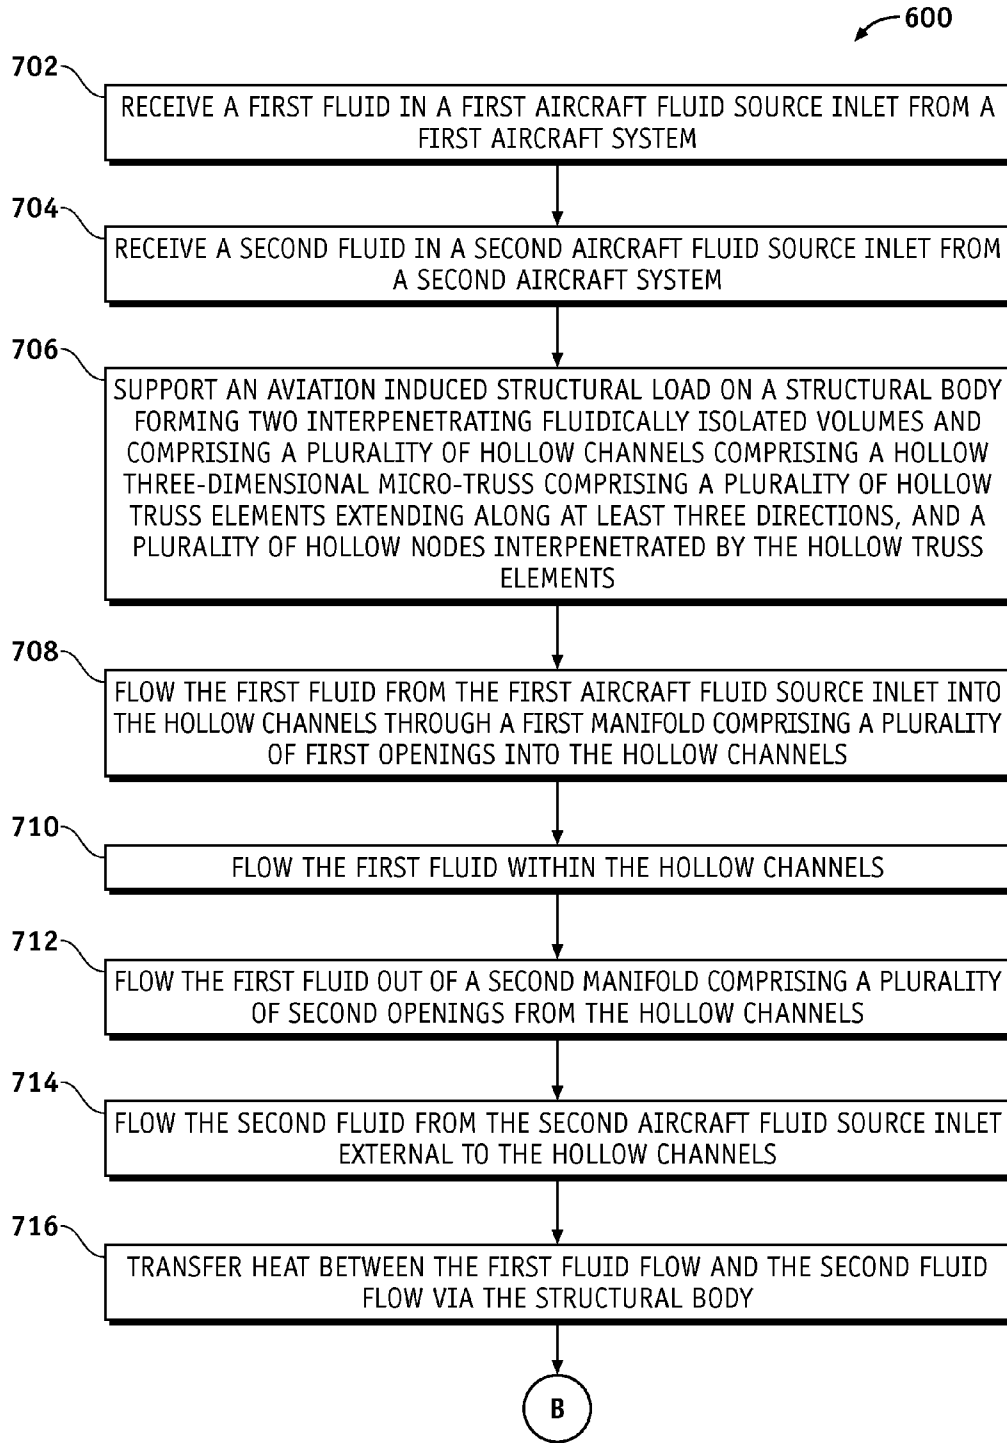 600
702
RECEIVE A FIRST FLUID IN A FIRST AIRCRAFT FLUID SOURCE INLET FROM A
FIRST AIRCRAFT SYSTEM
704
RECEIVE A SECOND FLUID IN A SECOND AIRCRAFT FLUID SOURCE INLET FROM
A SECOND AIRCRAFT SYSTEM
706
SUPPORT AN AVIATION INDUCED STRUCTURAL LOAD ON A STRUCTURAL BODY
FORMING TWO INTERPENETRATING FLUIDICALLY ISOLATED VOLUMES AND
COMPRISING A PLURALITY OF HOLLOW CHANNELS COMPRISING A HOLLOW
THREE-DIMENSIONAL MICRO-TRUSS COMPRISING A PLURALITY OF HOLLOW
TRUSS ELEMENTS EXTENDING ALONG AT LEAST THREE DIRECTIONS, AND A
PLURALITY OF HOLLOW NODES INTERPENETRATED BY THE HOLLOW TRUSS
ELEMENTS
708
FLOW THE FIRST FLUID FROM THE FIRST AIRCRAFT FLUID SOURCE INLET INTO
THE HOLLOW CHANNELS THROUGH A FIRST MANIFOLD COMPRISING A PLURALITY
OF FIRST OPENINGS INTO THE HOLLOW CHANNELS
710
FLOW THE FIRST FLUID WITHIN THE HOLLOW CHANNELS
712
FLOW THE FIRST FLUID OUT OF A SECOND MANIFOLD COMPRISING A PLURALITY
OF SECOND OPENINGS FROM THE HOLLOW CHANNELS
714
FLOW THE SECOND FLUID FROM THE SECOND AIRCRAFT FLUID SOURCE INLET
EXTERNAL TO THE HOLLOW CHANNELS
716
TRANSFER HEAT BETWEEN THE FIRST FLUID FLOW AND THE SECOND FLUID
FLOW VIA THE STRUCTURAL BODY
B